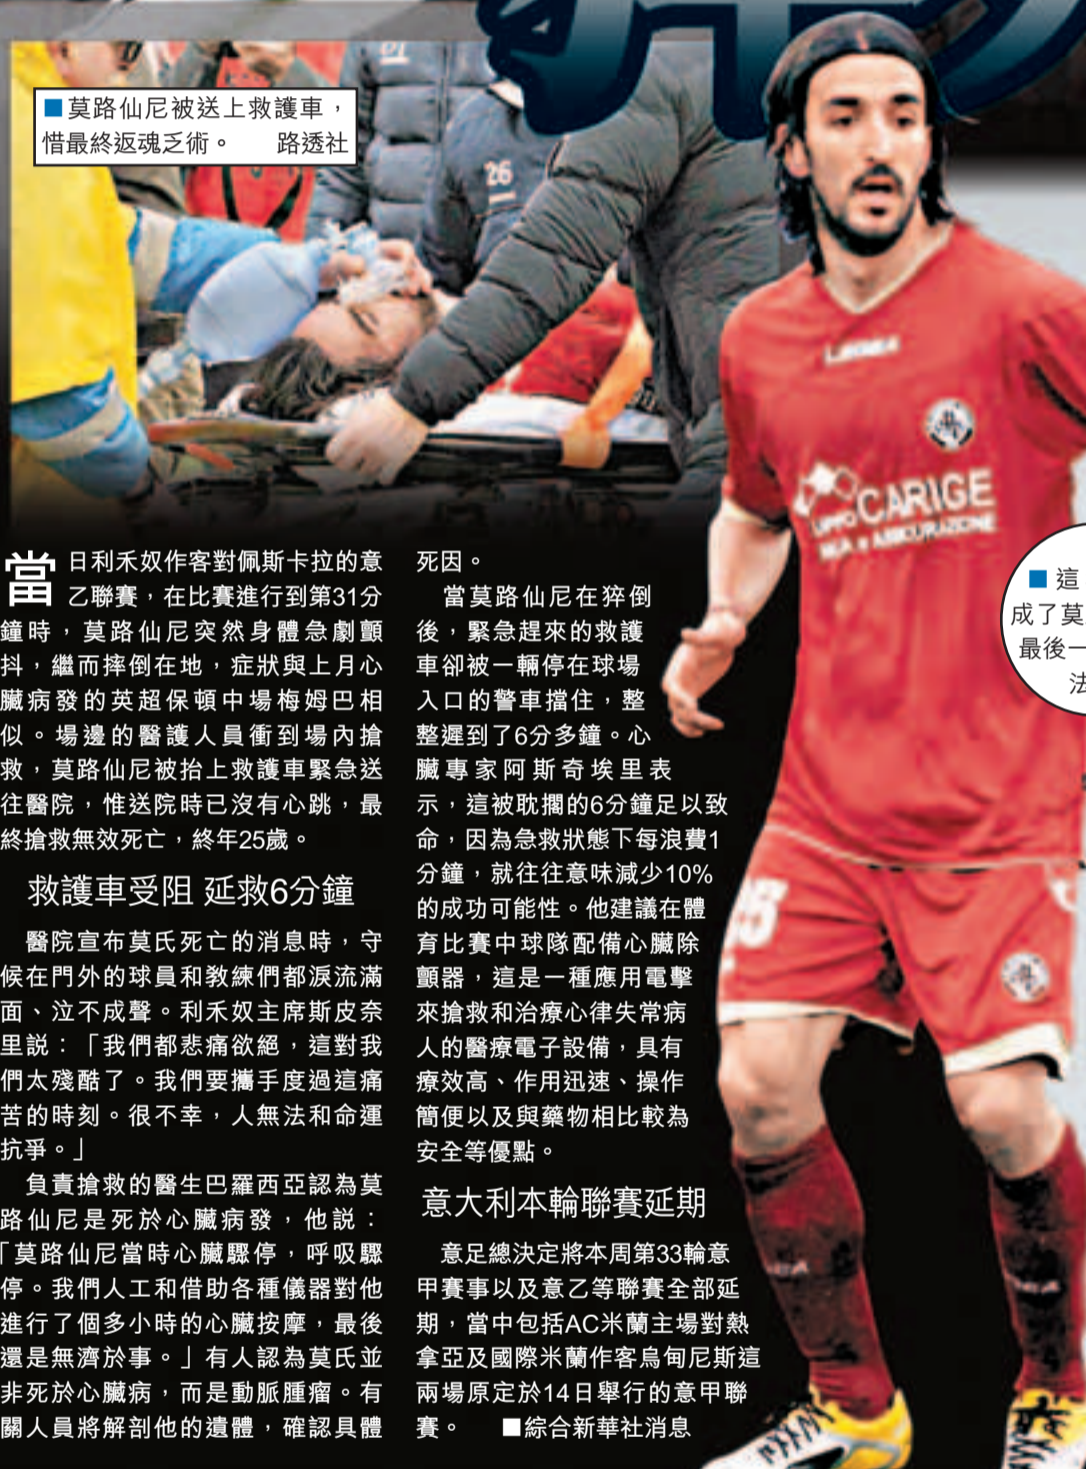 ■莫路仙尼被送上救護車，
惜最終返魂乏術。 路透社
26
CARIGE
當日利禾奴作客對佩斯卡拉的意
乙聯賽，在比賽進行到第31分
鐘時，莫路仙尼突然身體急劇顫
抖，繼而摔倒在地，症狀與上月心
臟病發的英超保頓中場梅姆巴相
似。場邊的醫護人員衝到場內搶
救，莫路仙尼被抬上救護車緊急送
往醫院，惟送院時已沒有心跳，最
終搶救無效死亡，終年25歲。
救護車受阻 延救6分鐘
醫院宣布莫氏死亡的消息時，守
候在門外的球員和教練們都淚流滿
面、泣不成聲。利禾奴主席斯皮奈
里説：「我們都悲痛欲絕，這對我
們太殘酷了。我們要攜手度過這痛
苦的時刻。很不幸，人無法和命運
抗爭。」
負責搶救的醫生巴羅西亞認為莫
路仙尼是死於心臟病發，他説：
「莫路仙尼當時心臟驟停，呼吸驟
停。我們人工和借助各種儀器對他
進行了個多小時的心臟按摩，最後
還是無濟於事。」有人認為莫氏並
非死於心臟病，而是動脈腫瘤。有
關人員將解剖他的遺體，確認具體
死因。
當莫路仙尼在猝倒
後，緊急趕來的救護
車卻被一輛停在球場
入口的警車擋住，整
整遲到了6分多鐘。心
臟專家阿斯奇埃里表
示，這被耽擱的6分鐘足以致
命，因為急救狀態下每浪費1
分鐘，就往往意味減少10%
的成功可能性。他建議在體
育比賽中球隊配備心臟除
顫器，這是一種應用電擊
來搶救和治療心律失常病
人的醫療電子設備，具有
療效高、作用迅速、操作
簡便以及與藥物相比較為
安全等優點。
意大利本輪聯賽延期
意足總決定將本周第33輪意
甲賽事以及意乙等聯賽全部延
期，當中包括AC米蘭主場對熱
拿亞及國際米蘭作客烏甸尼斯這
兩場原定於14日舉行的意甲聯
賽。 ■綜合新華社消息
■這
成了莫
最後一
法